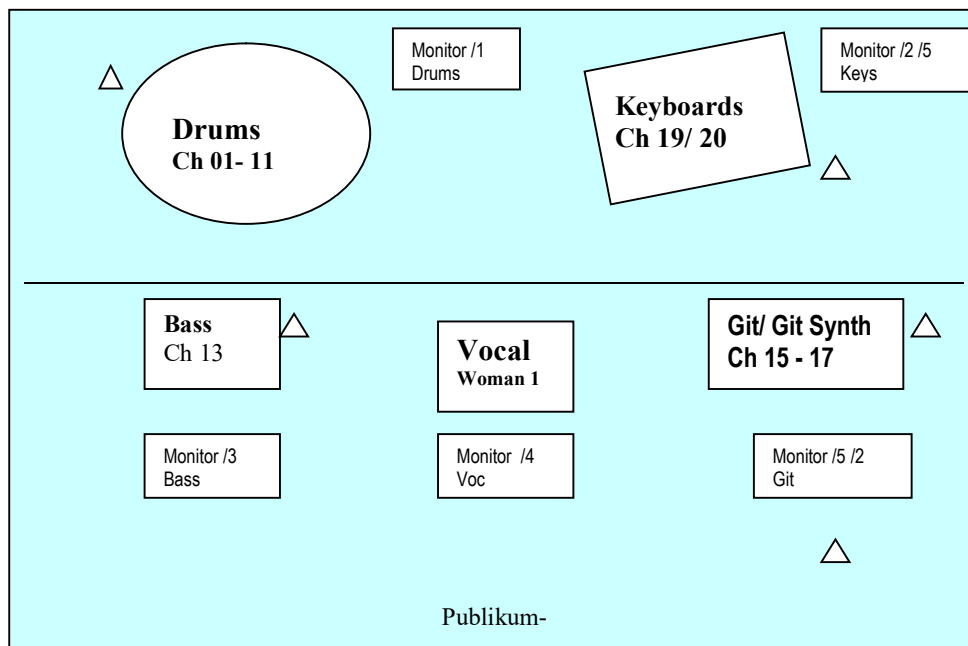 Monitor /1
Drums
Monitor /2 /5
Keys
Drums
Ch 01- 11
Keyboards
Ch 19/ 20
Bass
Ch 13
Vocal
Woman 1
Git/ Git Synth
Ch 15 - 17
Monitor /3
Bass
Monitor /4
Voc
Monitor /5 /2
Git
Publikum-